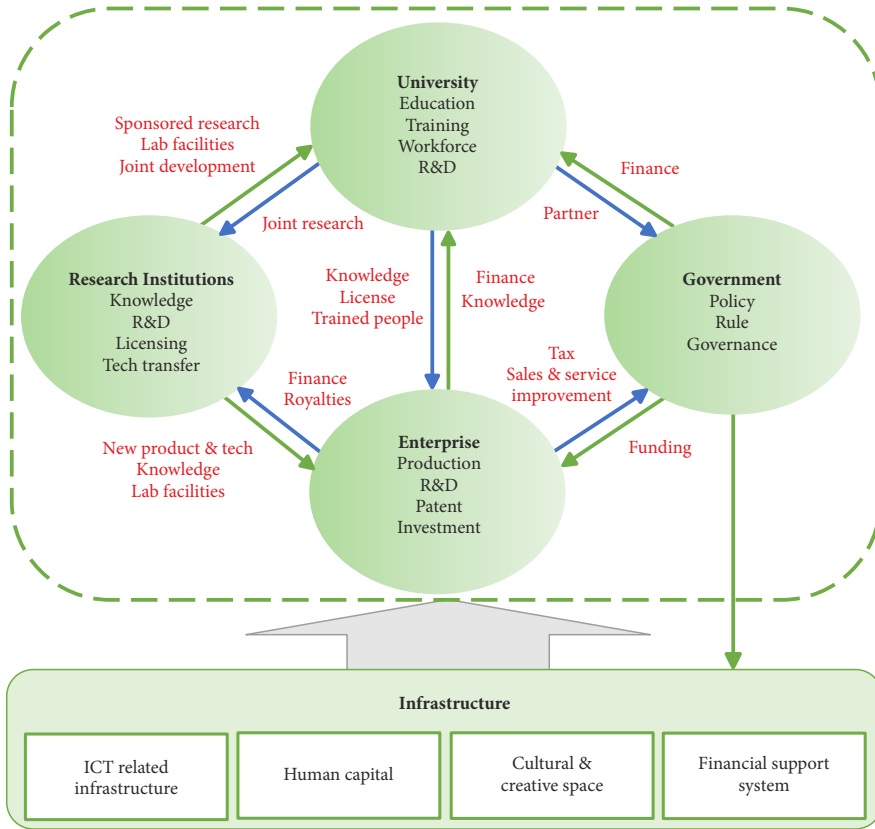 University
Education
Training
Workforce
R&D
Sponsored research
Lab facilities
Joint development
Finance
Joint research
Partner
Research Institutions
Knowledge
R&D
Licensing
Tech transfer
Knowledge
License
Trained people
Finance
Knowledge
Government
Policy
Rule
Governance
Finance
Royalties
Tax
Sales & service
improvement
New product & tech
Knowledge
Lab facilities
Enterprise
Production
R&D
Patent
Investment
Funding
Infrastructure
ICT related
infrastructure
Human capital
Cultural &
creative space
Financial support
system